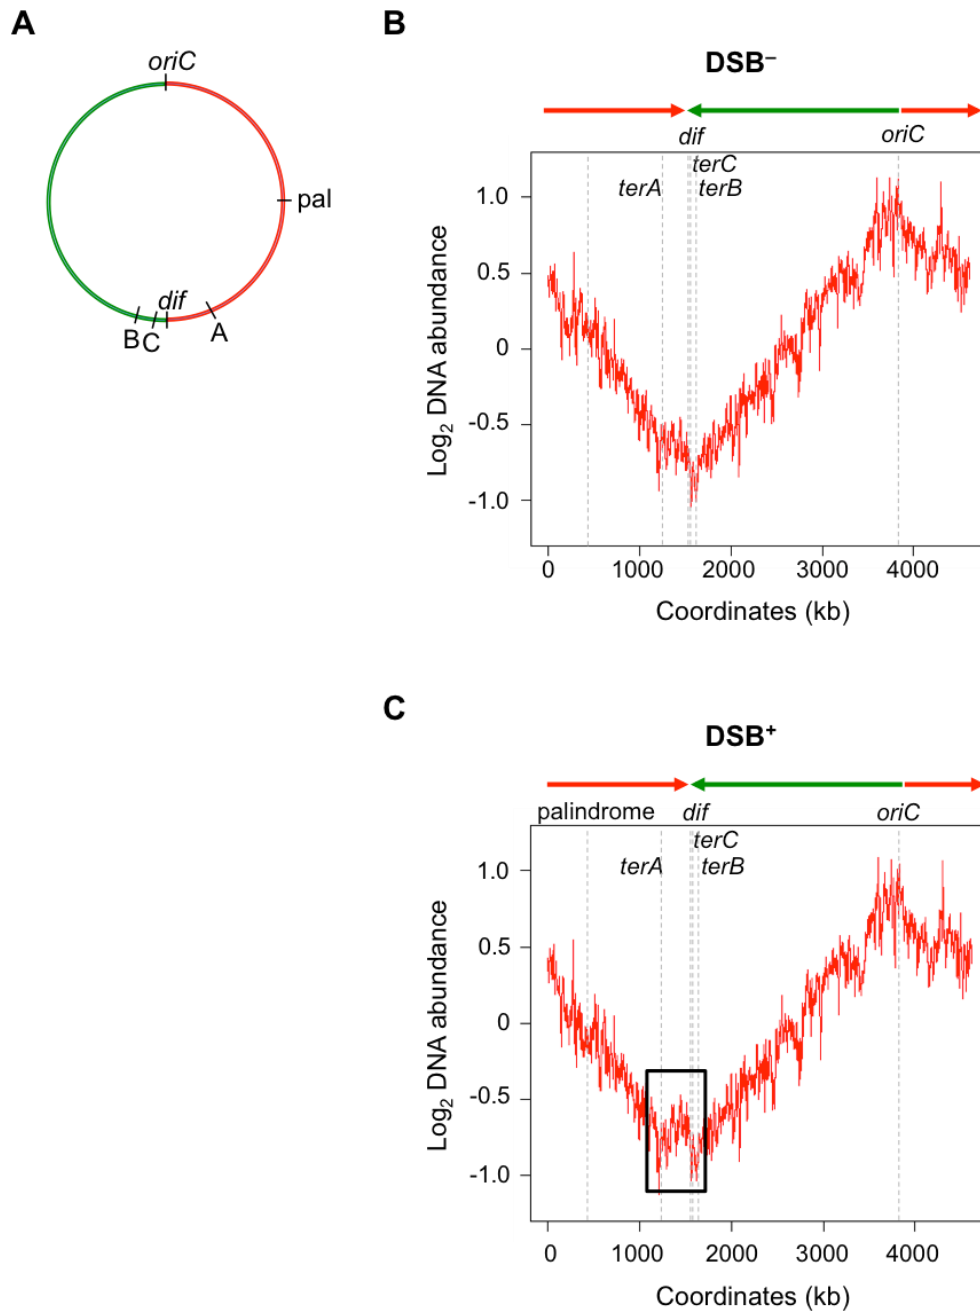 A
oriC
pal
dif
B C
A
B
DSB⁻
dif
oriC
terC
terA
terB
1.0
0.5
0
-0.5
-1.0
Log₂ DNA abundance
0 1000 2000 3000 4000
Coordinates (kb)
C
DSB⁺
palindrome
dif
oriC
terC
terA
terB
1.0
0.5
0
-0.5
-1.0
Log₂ DNA abundance
0 1000 2000 3000 4000
Coordinates (kb)